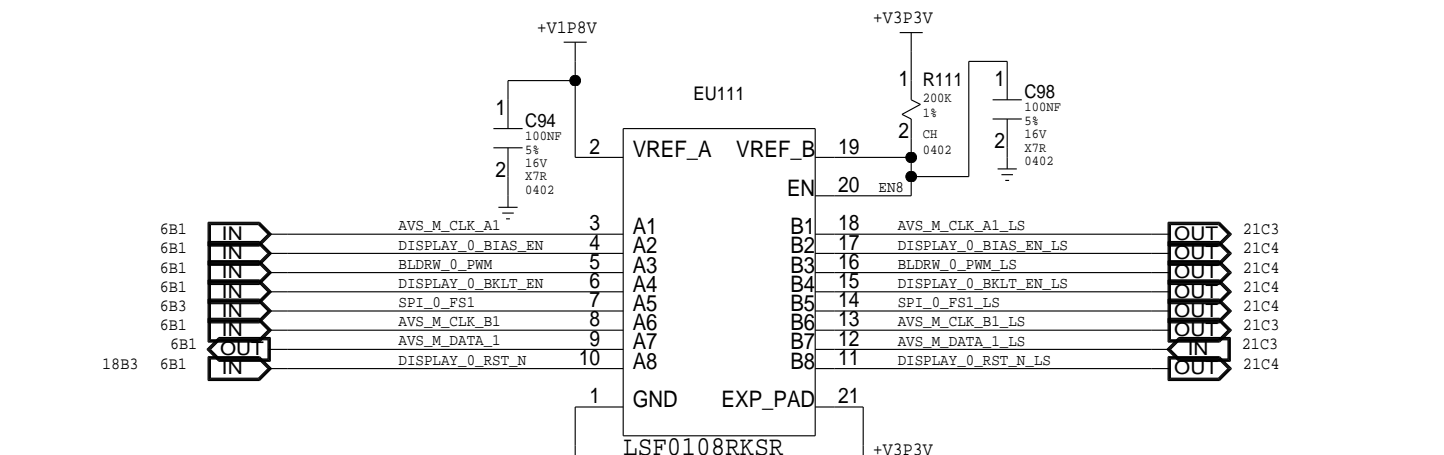 +V1P8V +V3P3V
EU111
1 C94 100NF 5% 16V X7R 0402 2
1 R111 200K 1% CH 0402 2
1 C98 100NF 5% 16V X7R 0402 2
2 VREF_A VREF_B 19
EN 20 EN8
6B1 IN AVS_M_CLK_A1 3 A1 B1 18 AVS_M_CLK_A1_LS OUT 21C3
6B1 IN DISPLAY_0_BIAS_EN 4 A2 B2 17 DISPLAY_0_BIAS_EN_LS OUT 21C4
6B1 IN BLDRW_0_PWM 5 A3 B3 16 BLDRW_0_PWM_LS OUT 21C4
6B1 IN DISPLAY_0_BKLT_EN 6 A4 B4 15 DISPLAY_0_BKLT_EN_LS OUT 21C4
6B3 IN SPI_0_FS1 7 A5 B5 14 SPI_0_FS1_LS OUT 21C4
6B1 IN AVS_M_CLK_B1 8 A6 B6 13 AVS_M_CLK_B1_LS OUT 21C3
6B1 OUT AVS_M_DATA_1 9 A7 B7 12 AVS_M_DATA_1_LS IN 21C3
18B3 6B1 IN DISPLAY_0_RST_N 10 A8 B8 11 DISPLAY_0_RST_N_LS OUT 21C4
1 GND EXP_PAD 21
LSF0108RKSR +V3P3V